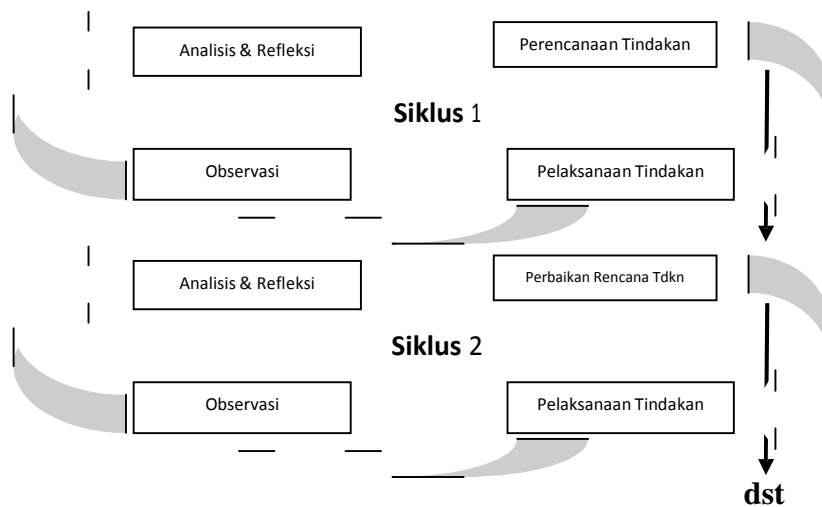 Analisis & Refleksi
Perencanaan Tindakan
Siklus 1
Observasi
Pelaksanaan Tindakan
Analisis & Refleksi
Perbaikan Rencana Tdkn
Siklus 2
Observasi
Pelaksanaan Tindakan
dst